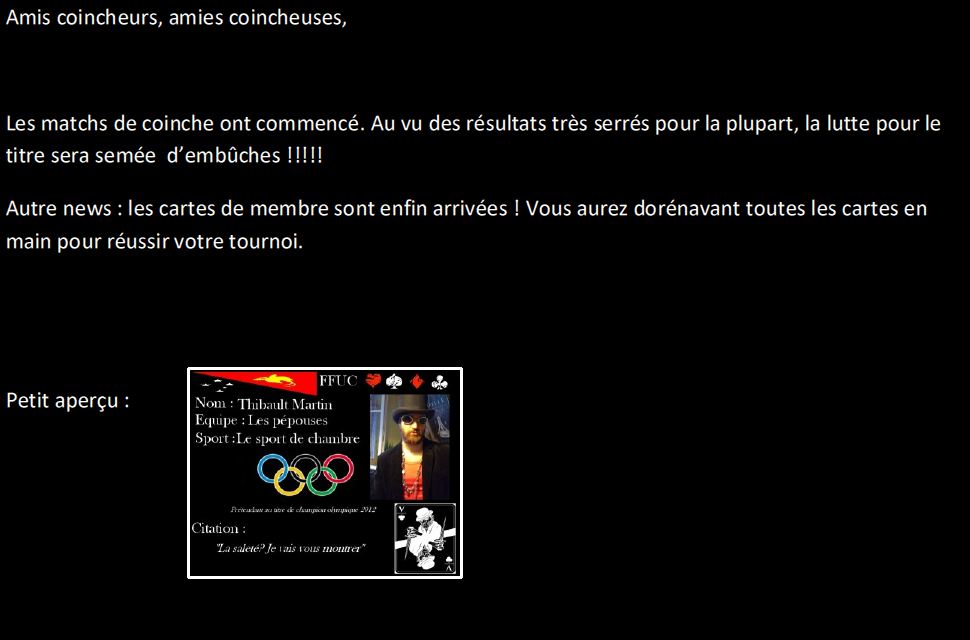 Amis coincheurs, amies coincheuses,
Les matchs de coinche ont commencé. Au vu des résultats très serrés pour la plupart, la lutte pour le
titre sera semée  d’embûches !!!!!
Autre news : les cartes de membre sont enfin arrivées ! Vous aurez dorénavant toutes les cartes en
main pour réussir votre tournoi.
Petit aperçu :
FFUC
Nom : Thibault Martin
Equipe : Les pépouses
Sport :Le sport de chambre
Prétendant au titre de champion olympique 2012
Citation :
"La saleté? Je vais vous montrer"
V
V